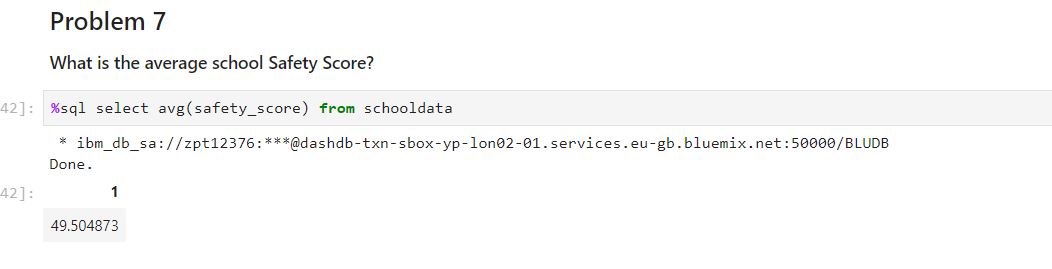 Problem 7
What is the average school Safety Score?
42]: %sql select avg(safety_score) from schooldata
* ibm_db_sa://zpt12376:***@dashdb-txn-sbox-yp-lon02-01.services.eu-gb.bluemix.net:50000/BLUDB
Done.
42]: 1
49.504873